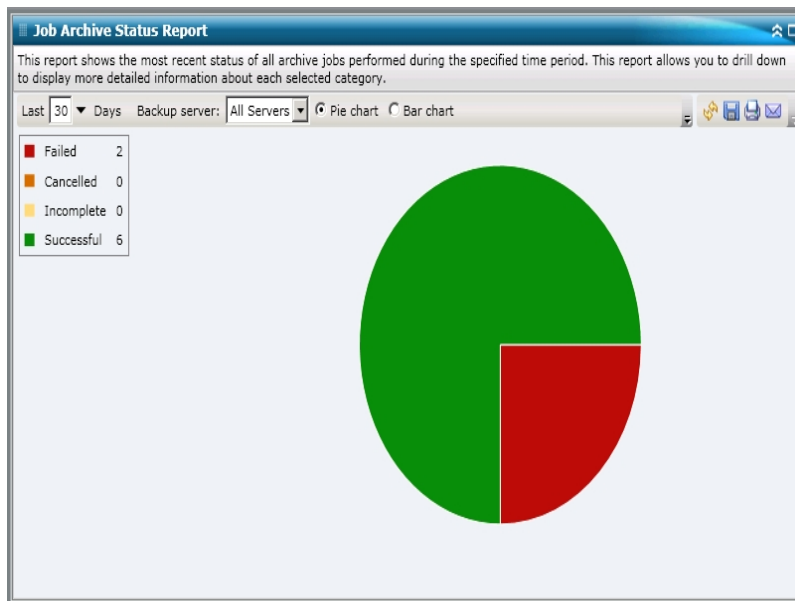 Job Archive Status Report
This report shows the most recent status of all archive jobs performed during the specified time period. This report allows you to drill down
to display more detailed information about each selected category.
Last 30 Days Backup server: All Servers Pie chart Bar chart
Failed 2
Cancelled 0
Incomplete 0
Successful 6